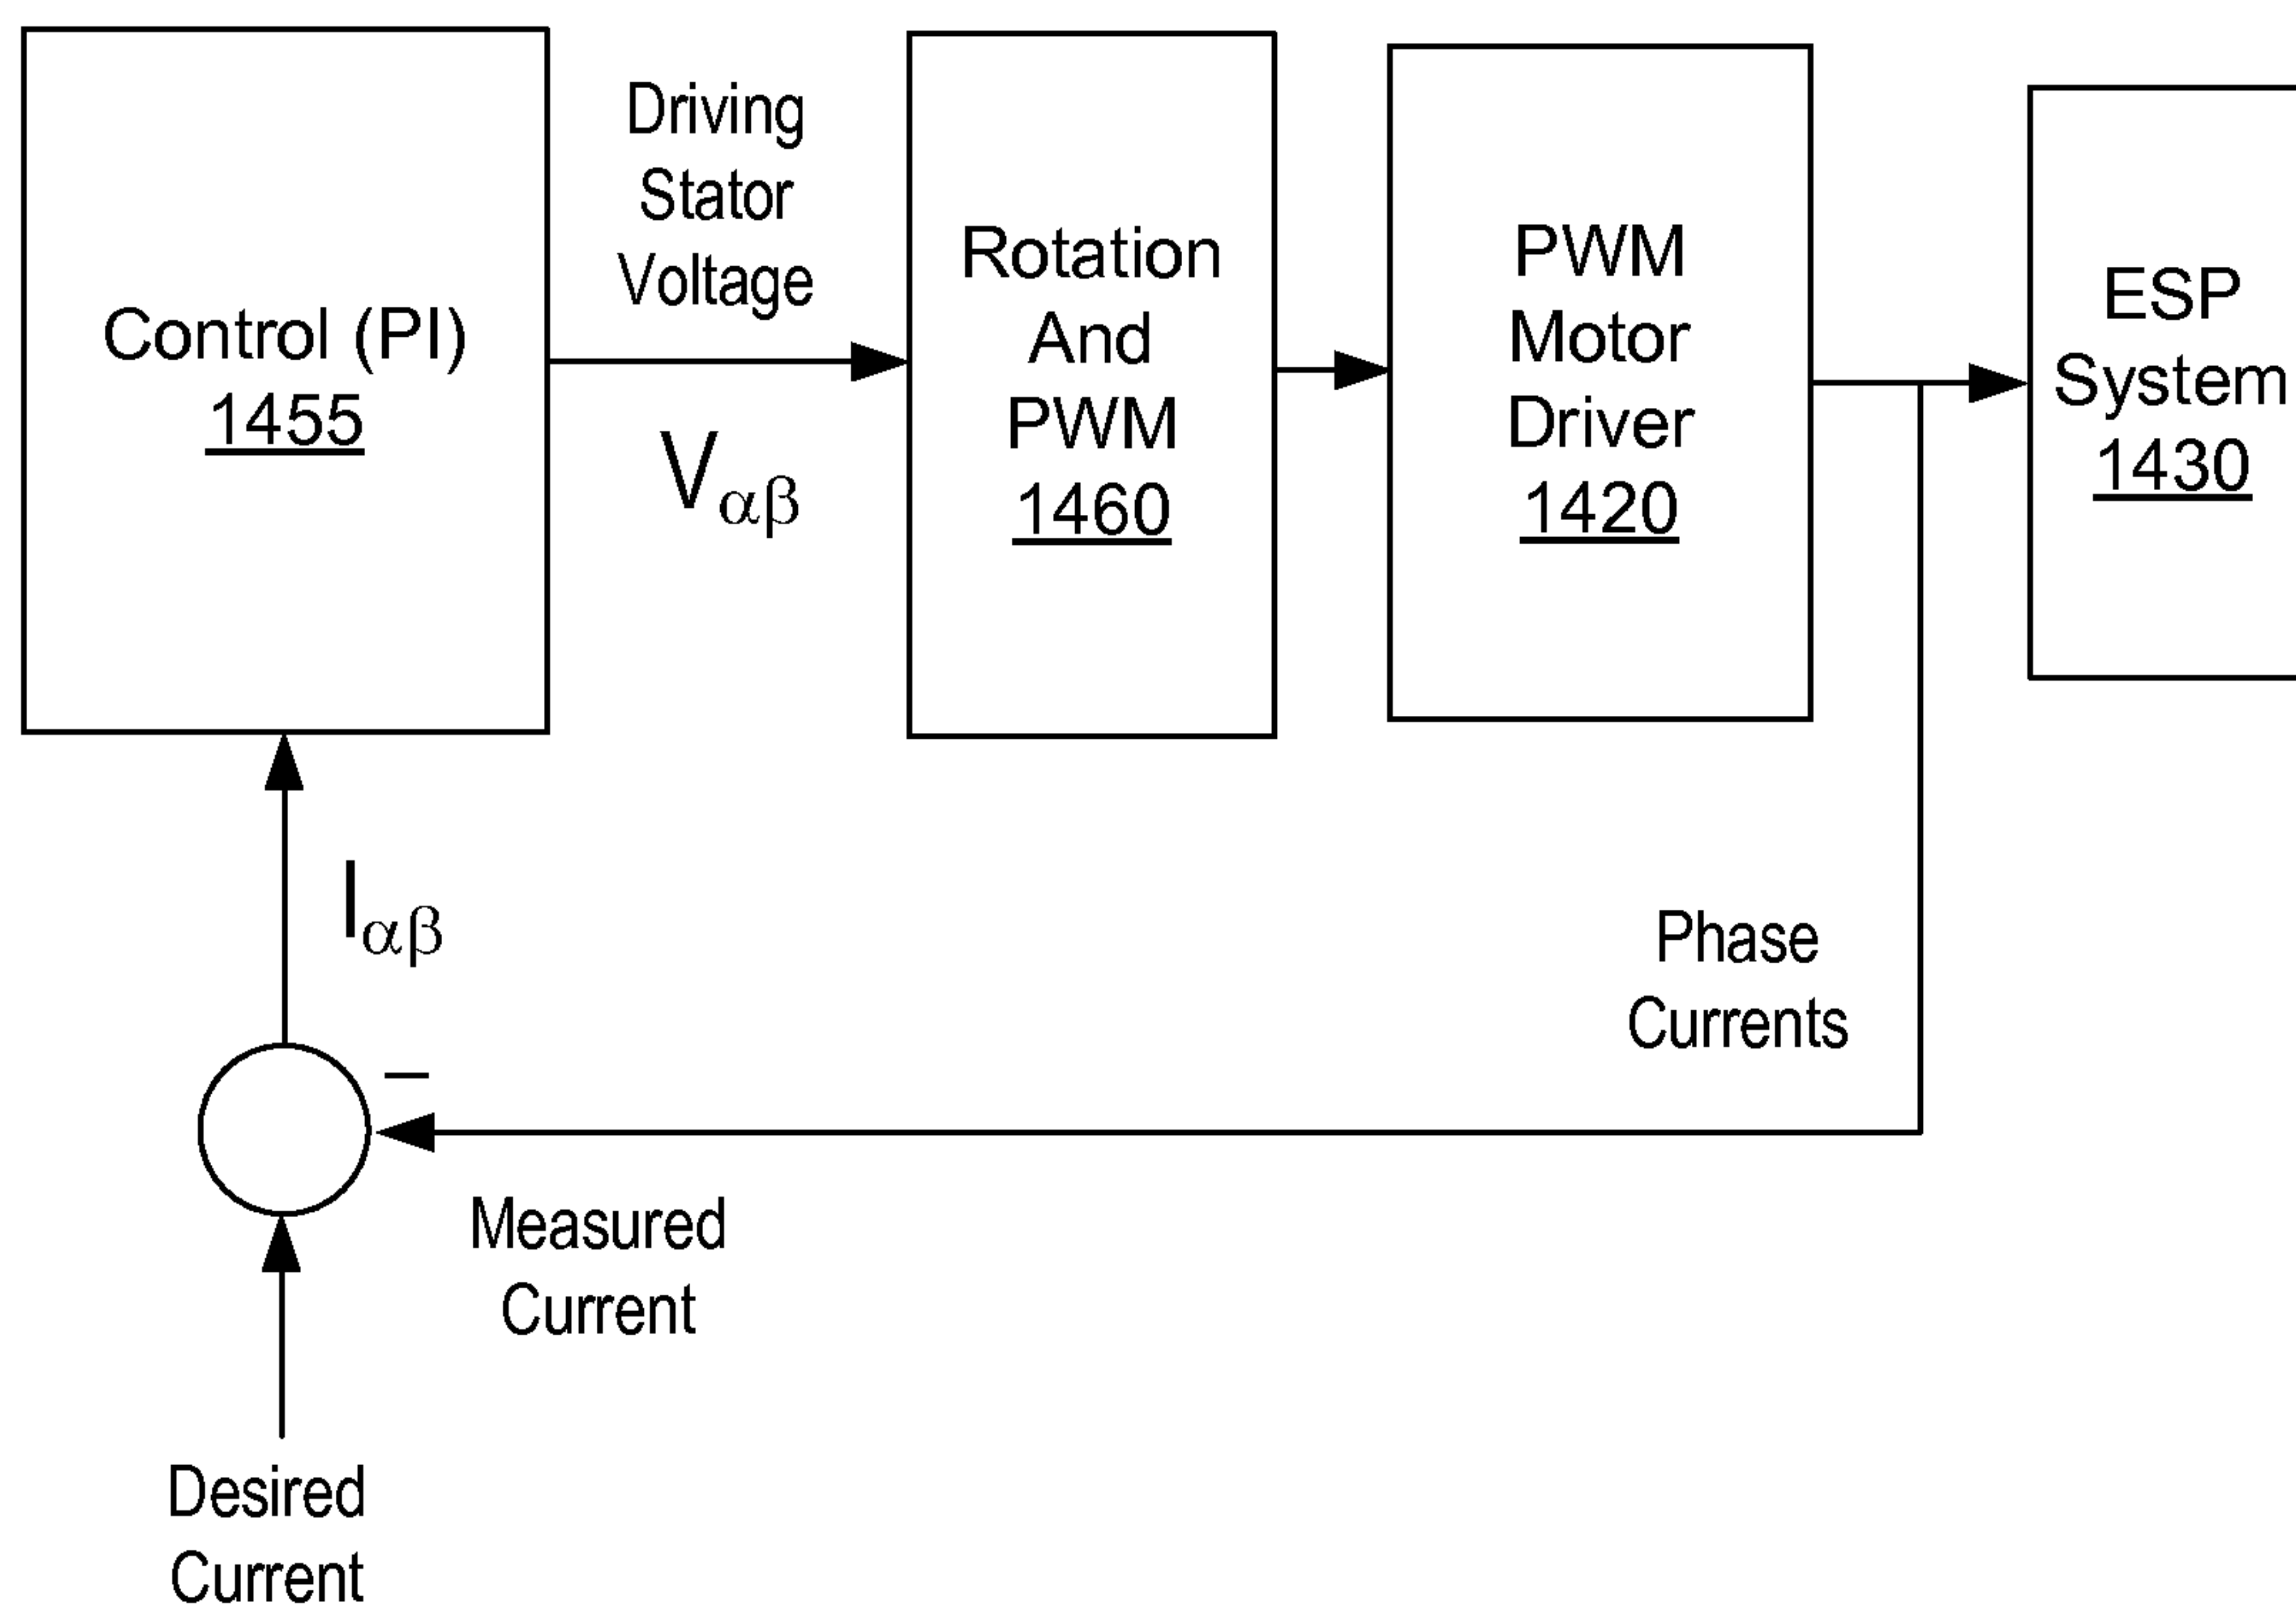 Control (PI)
1455
Driving
Stator
Voltage
Vαβ
Rotation
And
PWM
1460
PWM
Motor
Driver
1420
ESP
System
1430
Iαβ
Phase
Currents
–
Measured
Current
Desired
Current